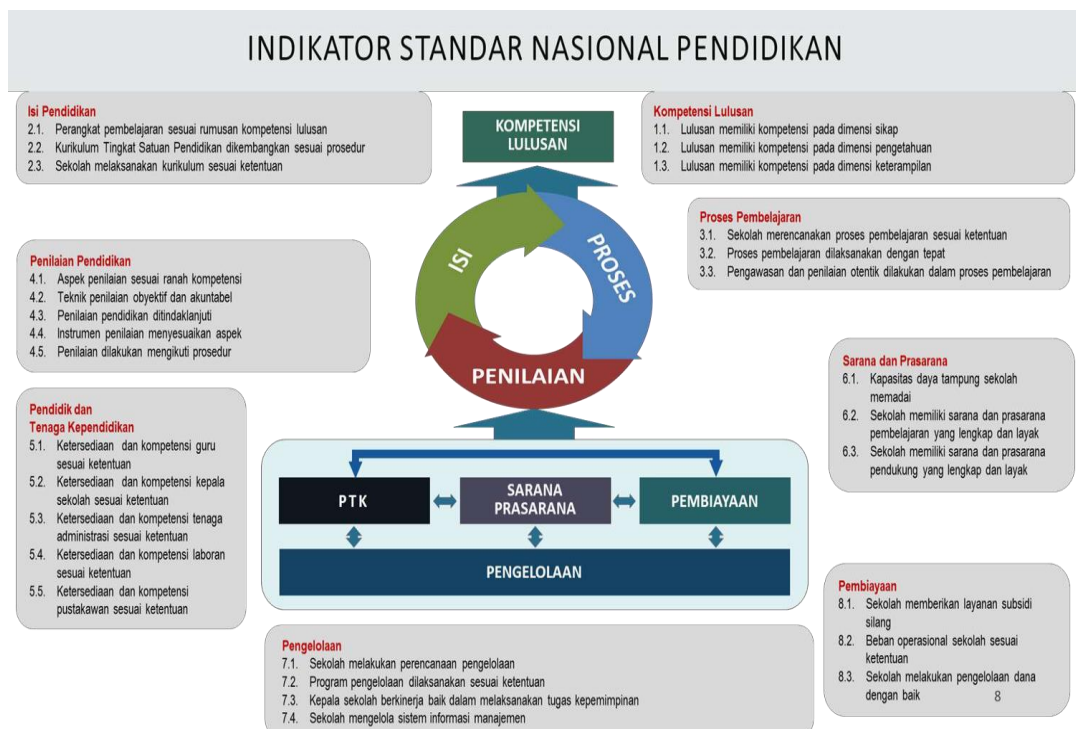 INDIKATOR STANDAR NASIONAL PENDIDIKAN
Isi Pendidikan
2.1. Perangkat pembelajaran sesuai rumusan kompetensi lulusan
2.2. Kurikulum Tingkat Satuan Pendidikan dikembangkan sesuai prosedur
2.3. Sekolah melaksanakan kurikulum sesuai ketentuan
KOMPETENSI
LULUSAN
Kompetensi Lulusan
1.1. Lulusan memiliki kompetensi pada dimensi sikap
1.2. Lulusan memiliki kompetensi pada dimensi pengetahuan
1.3. Lulusan memiliki kompetensi pada dimensi keterampilan
Proses Pembelajaran
3.1. Sekolah merencanakan proses pembelajaran sesuai ketentuan
3.2. Proses pembelajaran dilaksanakan dengan tepat
3.3. Pengawasan dan penilaian otentik dilakukan dalam proses pembelajaran
ISI
PROSES
PENILAIAN
Penilaian Pendidikan
4.1. Aspek penilaian sesuai ranah kompetensi
4.2. Teknik penilaian obyektif dan akuntabel
4.3. Penilaian pendidikan ditindaklanjuti
4.4. Instrumen penilaian menyesuaikan aspek
4.5. Penilaian dilakukan mengikuti prosedur
Sarana dan Prasarana
6.1. Kapasitas daya tampung sekolah
memadai
6.2. Sekolah memiliki sarana dan prasarana
pembelajaran yang lengkap dan layak
6.3. Sekolah memiliki sarana dan prasarana
pendukung yang lengkap dan layak
Pendidik dan
Tenaga Kependidikan
5.1. Ketersediaan dan kompetensi guru
sesuai ketentuan
5.2. Ketersediaan dan kompetensi kepala
sekolah sesuai ketentuan
5.3. Ketersediaan dan kompetensi tenaga
administrasi sesuai ketentuan
5.4. Ketersediaan dan kompetensi laboran
sesuai ketentuan
5.5. Ketersediaan dan kompetensi
pustakawan sesuai ketentuan
PTK
SARANA
PRASARANA
PEMBIAYAAN
PENGELOLAAN
Pembiayaan
8.1. Sekolah memberikan layanan subsidi
silang
8.2. Beban operasional sekolah sesuai
ketentuan
8.3. Sekolah melakukan pengelolaan dana
dengan baik
8
Pengelolaan
7.1. Sekolah melakukan perencanaan pengelolaan
7.2. Program pengelolaan dilaksanakan sesuai ketentuan
7.3. Kepala sekolah berkinerja baik dalam melaksanakan tugas kepemimpinan
7.4. Sekolah mengelola sistem informasi manajemen